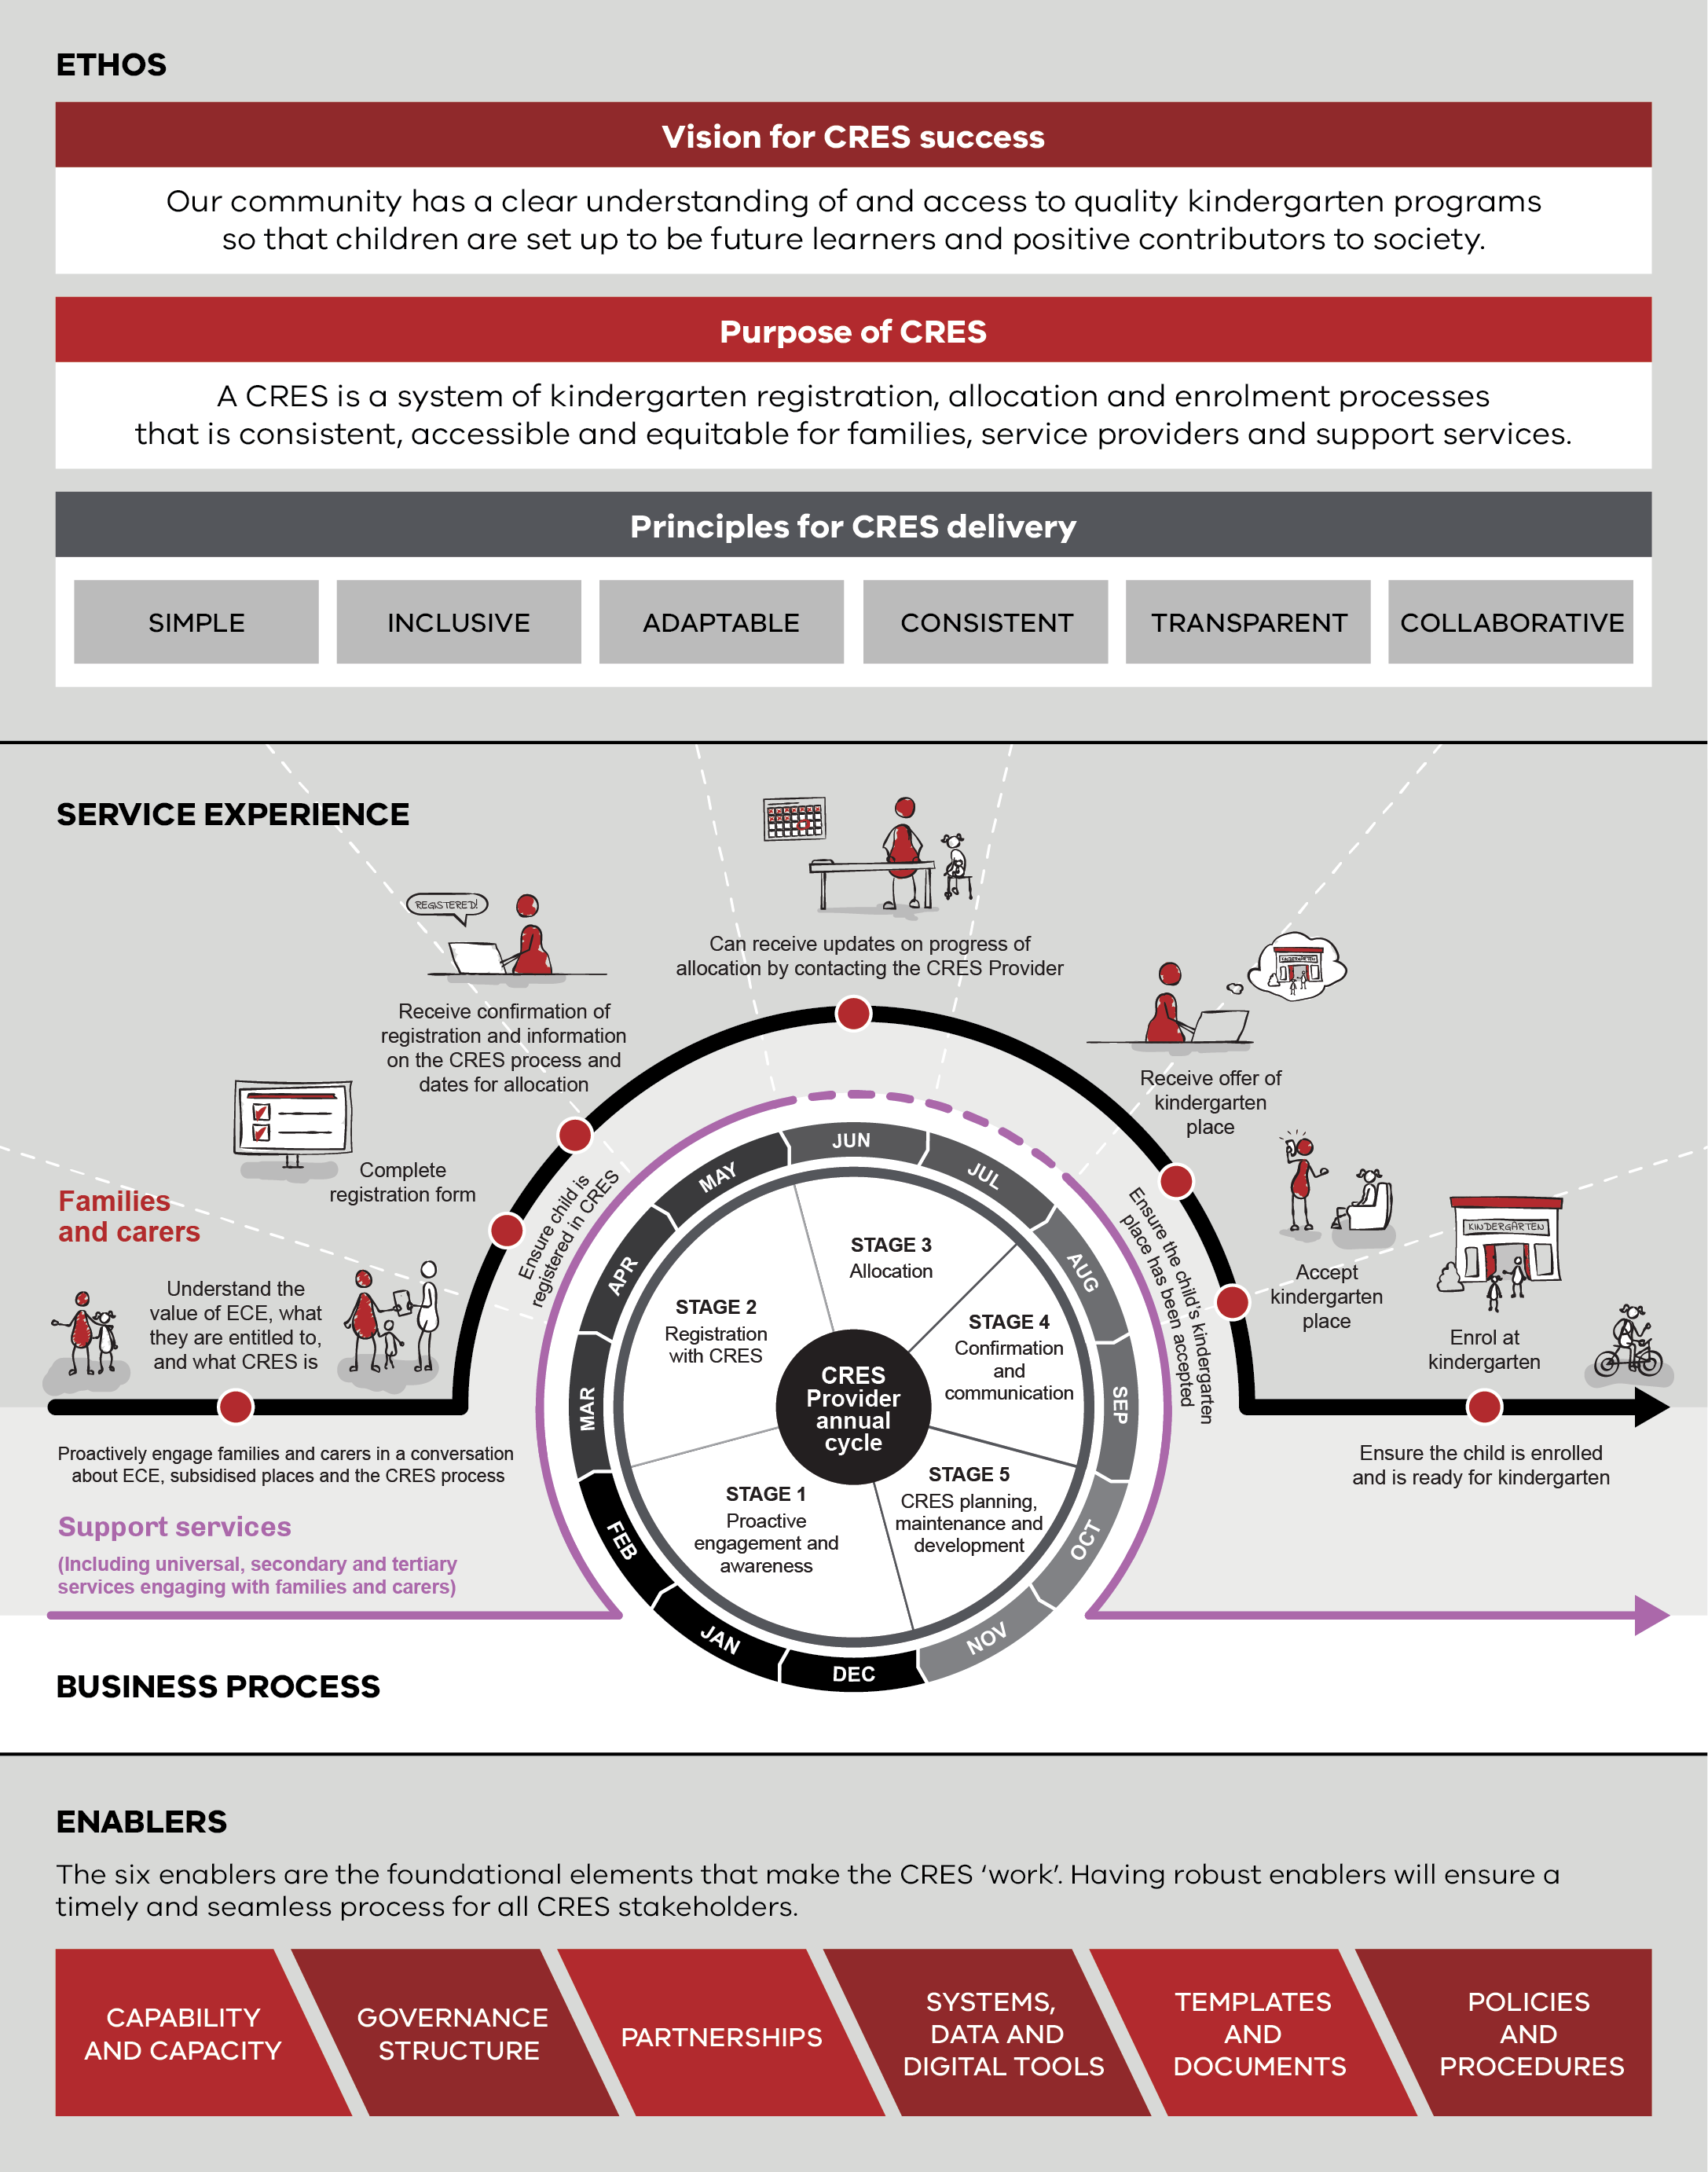 ETHOS
Vision for CRES success
Our community has a clear understanding of and access to quality kindergarten programs
so that children are set up to be future learners and positive contributors to society.
Purpose of CRES
A CRES is a system of kindergarten registration, allocation and enrolment processes
that is consistent, accessible and equitable for families, service providers and support services.
Principles for CRES delivery
SIMPLE
INCLUSIVE
ADAPTABLE
CONSISTENT
TRANSPARENT
COLLABORATIVE
SERVICE EXPERIENCE
Families
and carers
Understand the
value of ECE, what
they are entitled to,
and what CRES is
Complete
registration form
REGISTERED!
Receive confirmation of
registration and information
on the CRES process and
dates for allocation
Can receive updates on progress of
allocation by contacting the CRES Provider
KINDERGARTEN
Receive offer of
kindergarten
place
Accept
kindergarten
place
KINDERGARTEN
Enrol at
kindergarten
Proactively engage families and carers in a conversation
about ECE, subsidised places and the CRES process
Ensure child is
registered in CRES
Ensure the child's kindergarten
place has been accepted
Ensure the child is enrolled
and is ready for kindergarten
Support services
(Including universal, secondary and tertiary
services engaging with families and carers)
JAN
FEB
MAR
APR
MAY
JUN
JUL
AUG
SEP
OCT
NOV
DEC
CRES
Provider
annual
cycle
STAGE 1
Proactive
engagement and
awareness
STAGE 2
Registration
with CRES
STAGE 3
Allocation
STAGE 4
Confirmation
and
communication
STAGE 5
CRES planning,
maintenance and
development
BUSINESS PROCESS
ENABLERS
The six enablers are the foundational elements that make the CRES ‘work’. Having robust enablers will ensure a
timely and seamless process for all CRES stakeholders.
CAPABILITY
AND CAPACITY
GOVERNANCE
STRUCTURE
PARTNERSHIPS
SYSTEMS,
DATA AND
DIGITAL TOOLS
TEMPLATES
AND
DOCUMENTS
POLICIES
AND
PROCEDURES